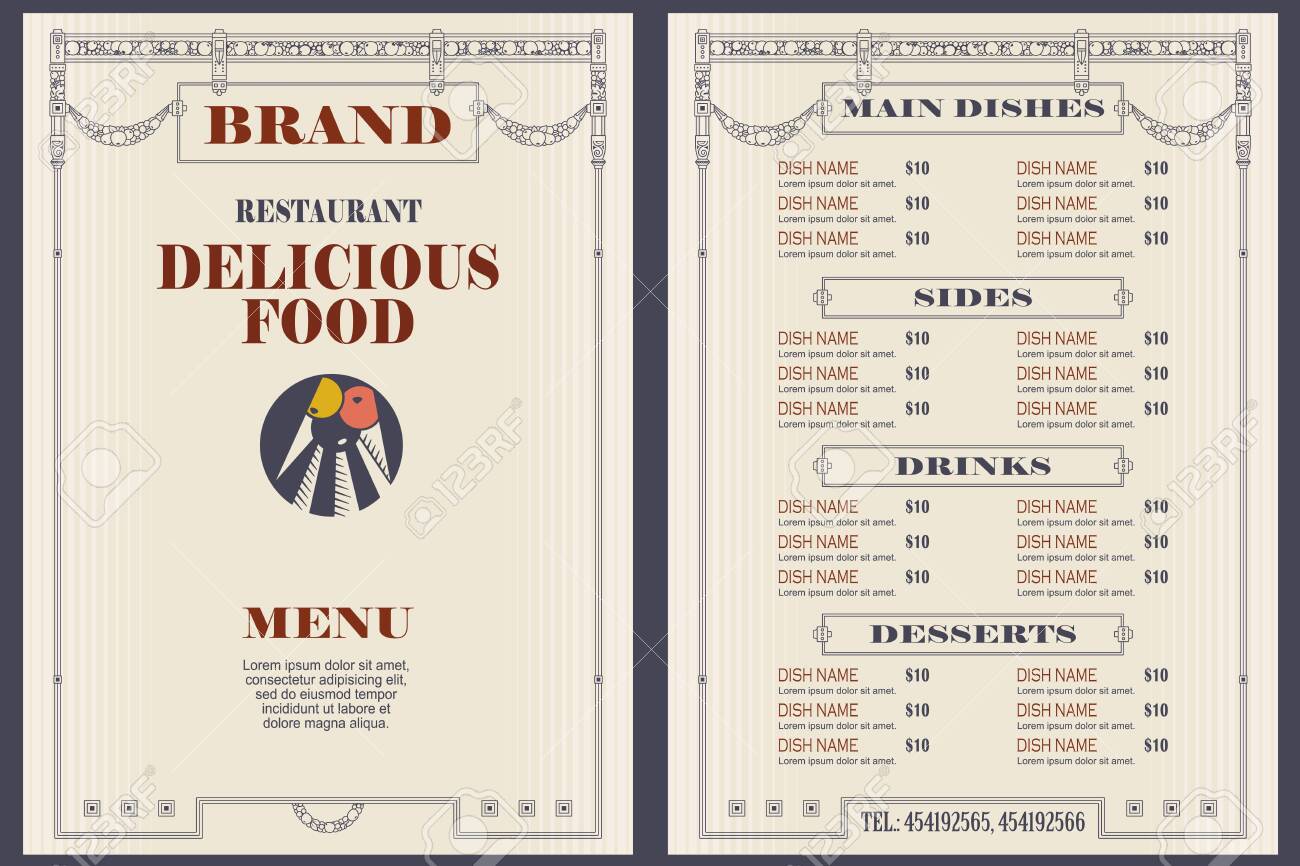 BRAND
RESTAURANT
DELICIOUS
FOOD
MENU
Lorem ipsum dolor sit amet,
consectetur adipisicing elit,
sed do eiusmod tempor
incididunt ut labore et
dolore magna aliqua.
MAIN DISHES
DISH NAME $10 DISH NAME $10
Lorem ipsum dolor sit amet. Lorem ipsum dolor sit amet.
DISH NAME $10 DISH NAME $10
Lorem ipsum dolor sit amet. Lorem ipsum dolor sit amet.
DISH NAME $10 DISH NAME $10
Lorem ipsum dolor sit amet. Lorem ipsum dolor sit amet.
SIDES
DISH NAME $10 DISH NAME $10
Lorem ipsum dolor sit amet. Lorem ipsum dolor sit amet.
DISH NAME $10 DISH NAME $10
Lorem ipsum dolor sit amet. Lorem ipsum dolor sit amet.
DISH NAME $10 DISH NAME $10
Lorem ipsum dolor sit amet. Lorem ipsum dolor sit amet.
DRINKS
DISH NAME $10 DISH NAME $10
Lorem ipsum dolor sit amet. Lorem ipsum dolor sit amet.
DISH NAME $10 DISH NAME $10
Lorem ipsum dolor sit amet. Lorem ipsum dolor sit amet.
DISH NAME $10 DISH NAME $10
Lorem ipsum dolor sit amet. Lorem ipsum dolor sit amet.
DESSERTS
DISH NAME $10 DISH NAME $10
Lorem ipsum dolor sit amet. Lorem ipsum dolor sit amet.
DISH NAME $10 DISH NAME $10
Lorem ipsum dolor sit amet. Lorem ipsum dolor sit amet.
DISH NAME $10 DISH NAME $10
Lorem ipsum dolor sit amet. Lorem ipsum dolor sit amet.
TEL.: 454192565, 454192566
123RF
123RF
123RF
123RF
123RF
123RF
123RF
123RF